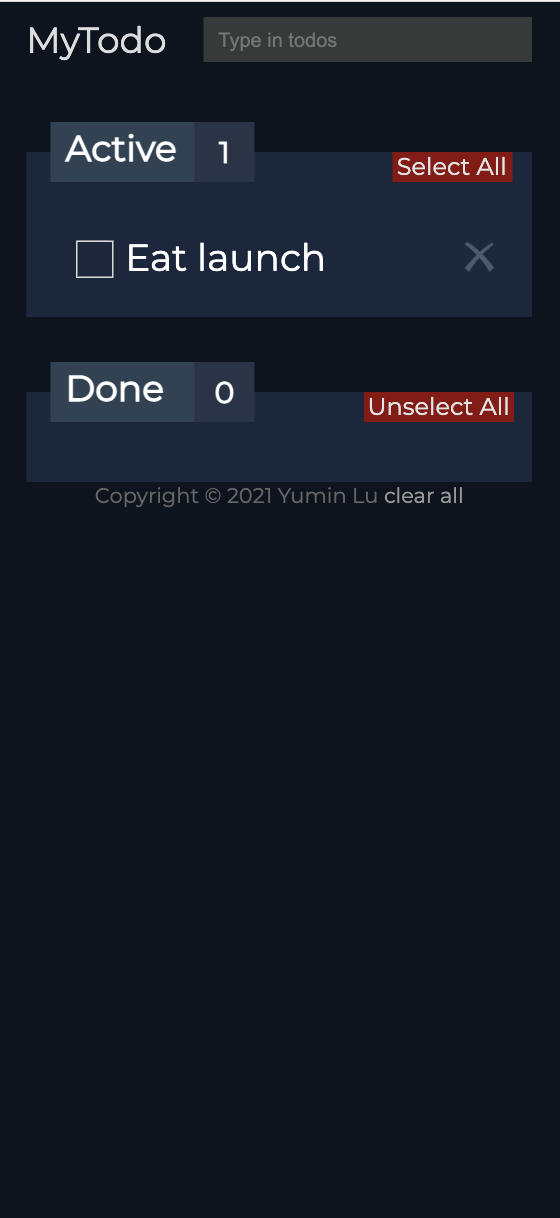 MyTodo
Type in todos
Active 1
Select All
Eat launch
Done 0
Unselect All
Copyright © 2021 Yumin Lu clear all